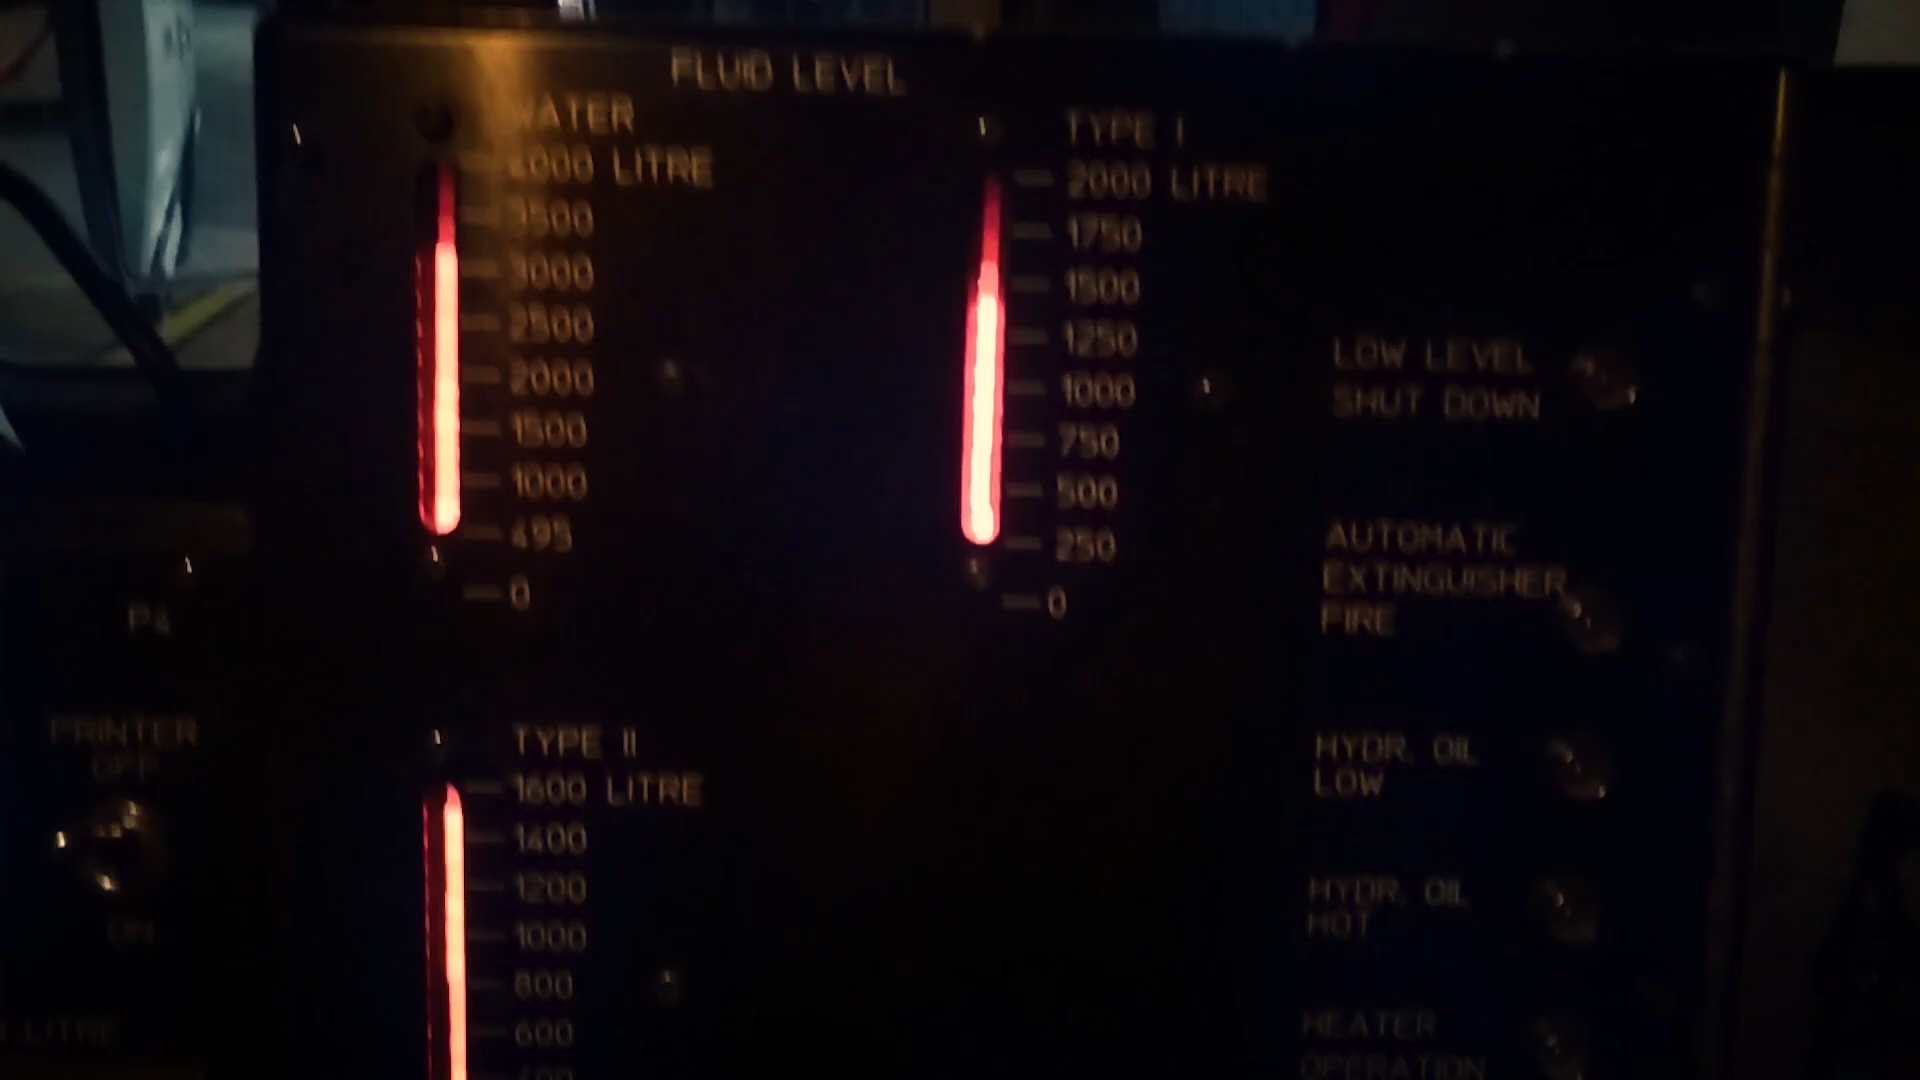 FLUID LEVEL
WATER
4000 LITRE
3500
3000
2500
2000
1500
1000
495
0
TYPE I
2000 LITRE
1750
1500
1250
1000
750
500
250
0
LOW LEVEL
SHUT DOWN
AUTOMATIC
EXTINGUISHER
FIRE
HYDR. OIL
LOW
HYDR. OIL
HOT
HEATER
OPERATION
TYPE II
1600 LITRE
1400
1200
1000
800
600
400
PRINTER
OFF
ON
LITRE